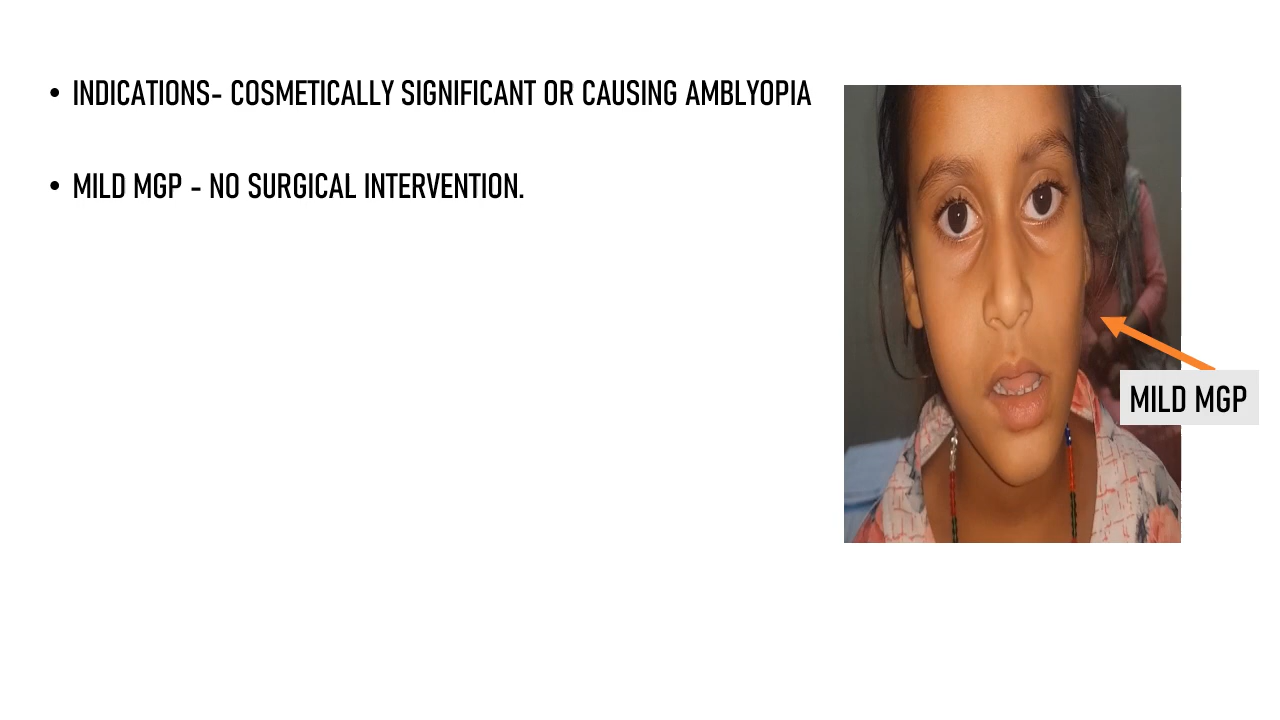 • INDICATIONS- COSMETICALLY SIGNIFICANT OR CAUSING AMBLYOPIA
• MILD MGP - NO SURGICAL INTERVENTION.
MILD MGP